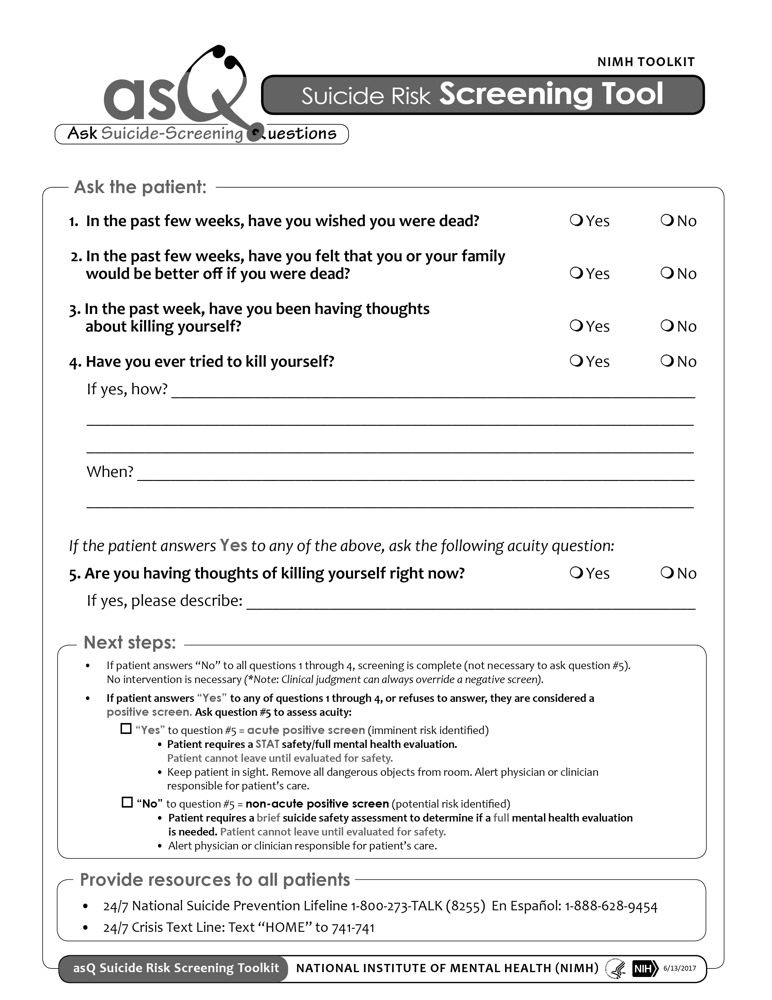 NIMH TOOLKIT
asQ
Suicide Risk Screening Tool
Ask Suicide-Screening Questions
Ask the patient:
1. In the past few weeks, have you wished you were dead? Yes No
2. In the past few weeks, have you felt that you or your family
would be better off if you were dead? Yes No
3. In the past week, have you been having thoughts
about killing yourself? Yes No
4. Have you ever tried to kill yourself? Yes No
If yes, how?
When?
If the patient answers Yes to any of the above, ask the following acuity question:
5. Are you having thoughts of killing yourself right now? Yes No
If yes, please describe:
Next steps:
• If patient answers “No” to all questions 1 through 4, screening is complete (not necessary to ask question #5).
No intervention is necessary (*Note: Clinical judgment can always override a negative screen).
• If patient answers “Yes” to any of questions 1 through 4, or refuses to answer, they are considered a
positive screen. Ask question #5 to assess acuity:
“Yes” to question #5 = acute positive screen (imminent risk identified)
• Patient requires a STAT safety/full mental health evaluation.
Patient cannot leave until evaluated for safety.
• Keep patient in sight. Remove all dangerous objects from room. Alert physician or clinician
responsible for patient’s care.
“No” to question #5 = non-acute positive screen (potential risk identified)
• Patient requires a brief suicide safety assessment to determine if a full mental health evaluation
is needed. Patient cannot leave until evaluated for safety.
• Alert physician or clinician responsible for patient’s care.
Provide resources to all patients
• 24/7 National Suicide Prevention Lifeline 1-800-273-TALK (8255) En Español: 1-888-628-9454
• 24/7 Crisis Text Line: Text “HOME” to 741-741
asQ Suicide Risk Screening Toolkit NATIONAL INSTITUTE OF MENTAL HEALTH (NIMH) NIH 6/13/2017